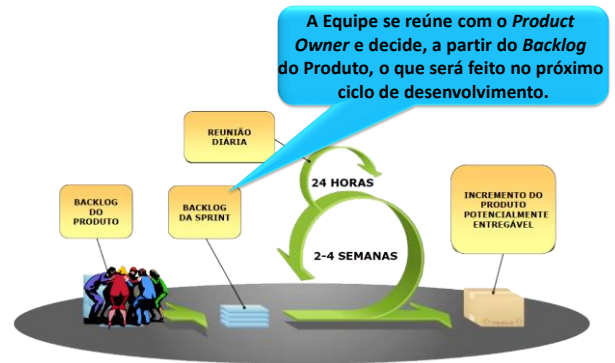 A Equipe se reúne com o Product
Owner e decide, a partir do Backlog
do Produto, o que será feito no próximo
ciclo de desenvolvimento.
REUNIÃO
DIÁRIA
24 HORAS
BACKLOG
DO
PRODUTO
BACKLOG
DA SPRINT
INCREMENTO DO
PRODUTO
POTENCIALMENTE
ENTREGÁVEL
2-4 SEMANAS